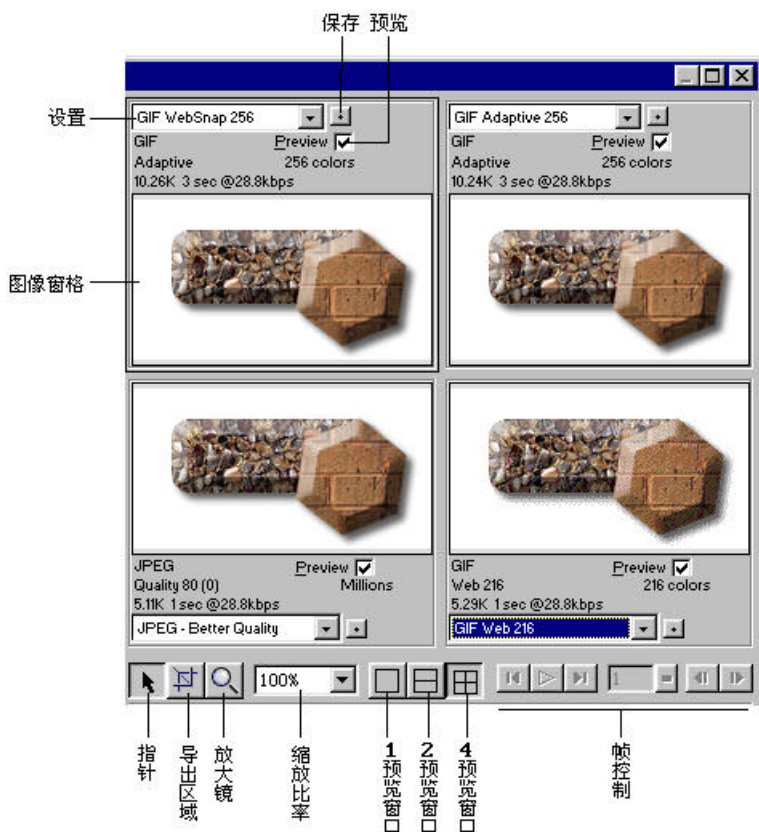 保存 预览
设置
GIF WebSnap 256
GIF Preview
Adaptive 256 colors
10.26K 3 sec @28.8kbps
GIF Adaptive 256
GIF Preview
Adaptive 256 colors
10.24K 3 sec @28.8kbps
图像窗格
JPEG Preview
Quality 80 (0) Millions
5.11K 1 sec @28.8kbps
JPEG - Better Quality
GIF Preview
Web 216 216 colors
5.29K 1 sec @28.8kbps
GIF Web 216
100%
1
指针
导出区域
放大镜
缩放比率
1预览窗口
2预览窗口
4预览窗口
帧控制